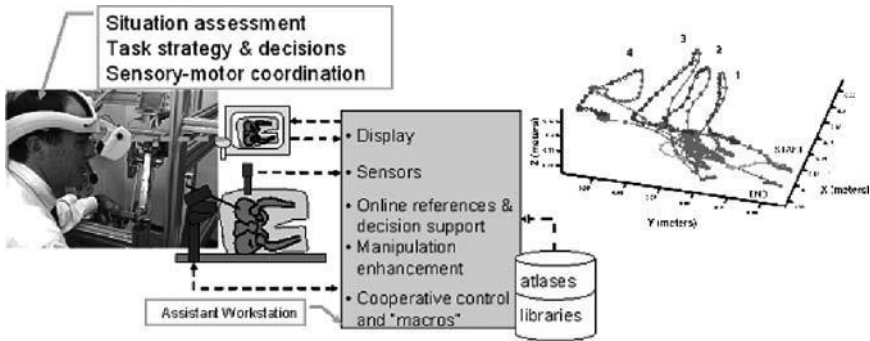 Situation assessment
Task strategy & decisions
Sensory-motor coordination
• Display
• Sensors
• Online references &
decision support
• Manipulation
enhancement
• Cooperative control
and "macros"
Assistant Workstation
atlases
libraries
4
3
2
1
START
END
Z (meters)
Y (meters)
X (meters)